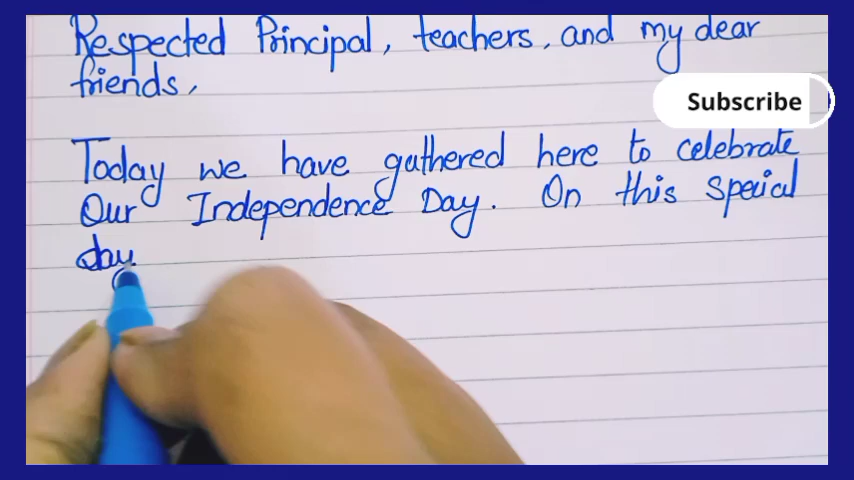 Respected Principal, teachers, and my dear
friends,
Subscribe
Today we have gathered here to celebrate
Our Independence Day. On this special
day